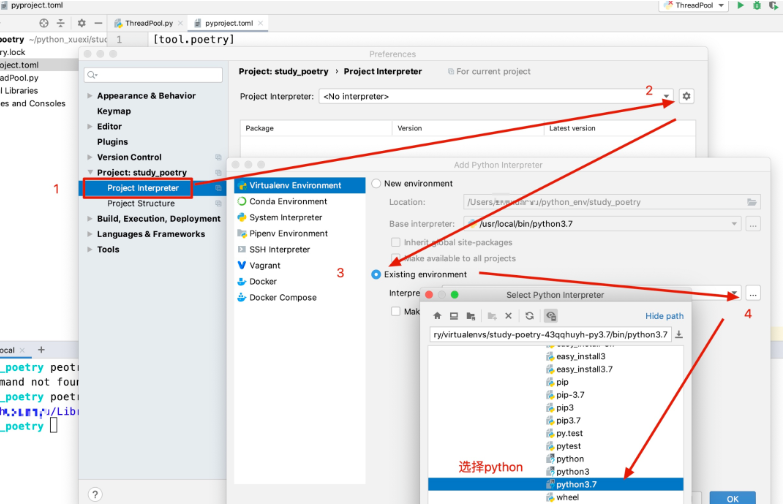 pyproject.toml
ThreadPool
ThreadPool.py
pyproject.toml
poetry ~/python_xuexi/stud
1
[tool.poetry]
ry.lock
oject.toml
adPool.py
al Libraries
es and Consoles
Preferences
Project: study_poetry > Project Interpreter
For current project
Project Interpreter:
<No interpreter>
2
Package
Version
Latest version
Appearance & Behavior
Keymap
Editor
Plugins
Version Control
Project: study_poetry
1
Project Interpreter
Project Structure
Build, Execution, Deployment
Languages & Frameworks
Tools
Add Python Interpreter
Virtualenv Environment
Conda Environment
System Interpreter
Pipenv Environment
SSH Interpreter
Vagrant
Docker
Docker Compose
3
New environment
Location:
/python_env/study_poetry
Base interpreter:
/usr/local/bin/python3.7
...
Inherit global site-packages
Make available to all projects
Existing environment
Interpre
...
4
Mak
Select Python Interpreter
Hide path
ry/virtualenvs/study-poetry-43qqhuyh-py3.7/bin/python3.7
easy_install3
easy_install3.7
pip
pip-3.7
pip3
pip3.7
py.test
pytest
python
python3
python3.7
wheel
选择python
OK
?
ocal
+
_poetry peotr
mand not foun
_poetry poet
/Libr
_poetry